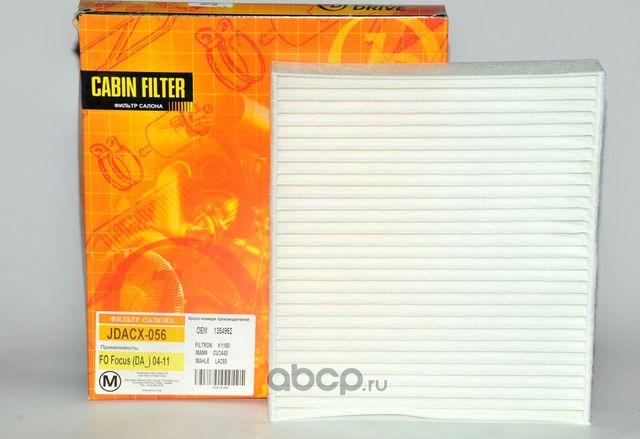 DRIVE
CABIN FILTER
ФИЛЬТР САЛОНА
ФИЛЬТР САЛОНА
JDACX-056
Применимость:
FO Focus (DA_) 04-11
M
Кросс-номера производителей
OEM 1354952
FILTRON K1150
MANN CU2440
MAHLE LA293
abcp.ru